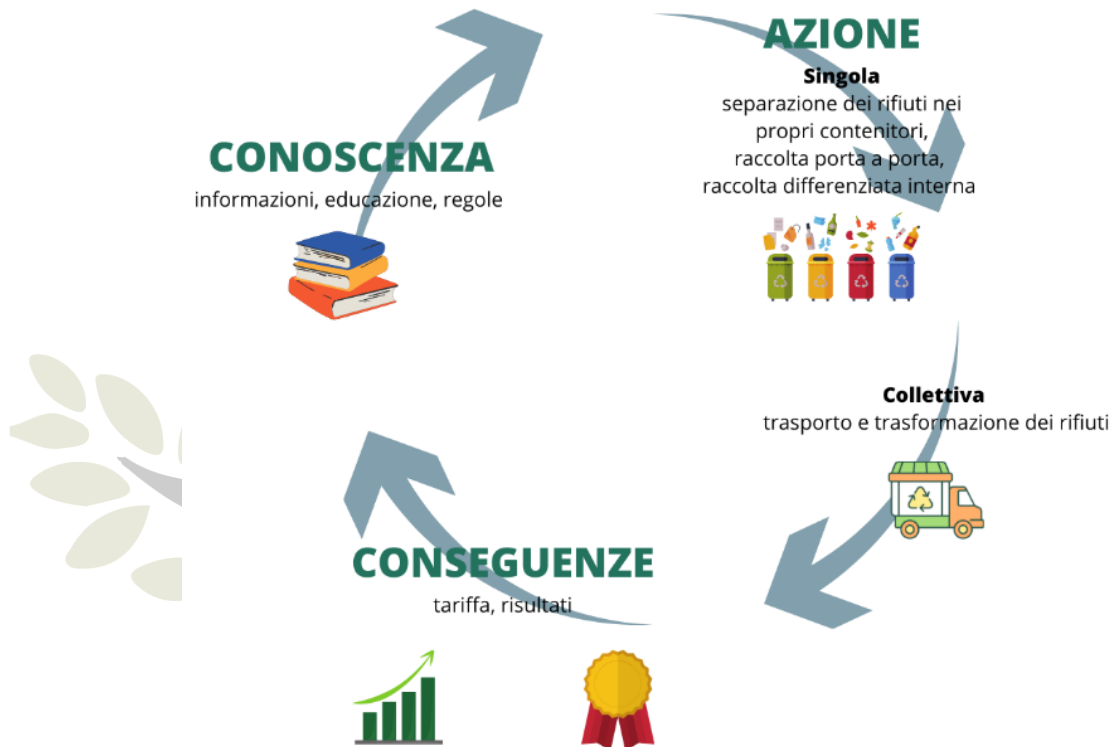 CONOSCENZA
informazioni, educazione, regole
AZIONE
Singola
separazione dei rifiuti nei
propri contenitori,
raccolta porta a porta,
raccolta differenziata interna
Collettiva
trasporto e trasformazione dei rifiuti
CONSEGUENZE
tariffa, risultati